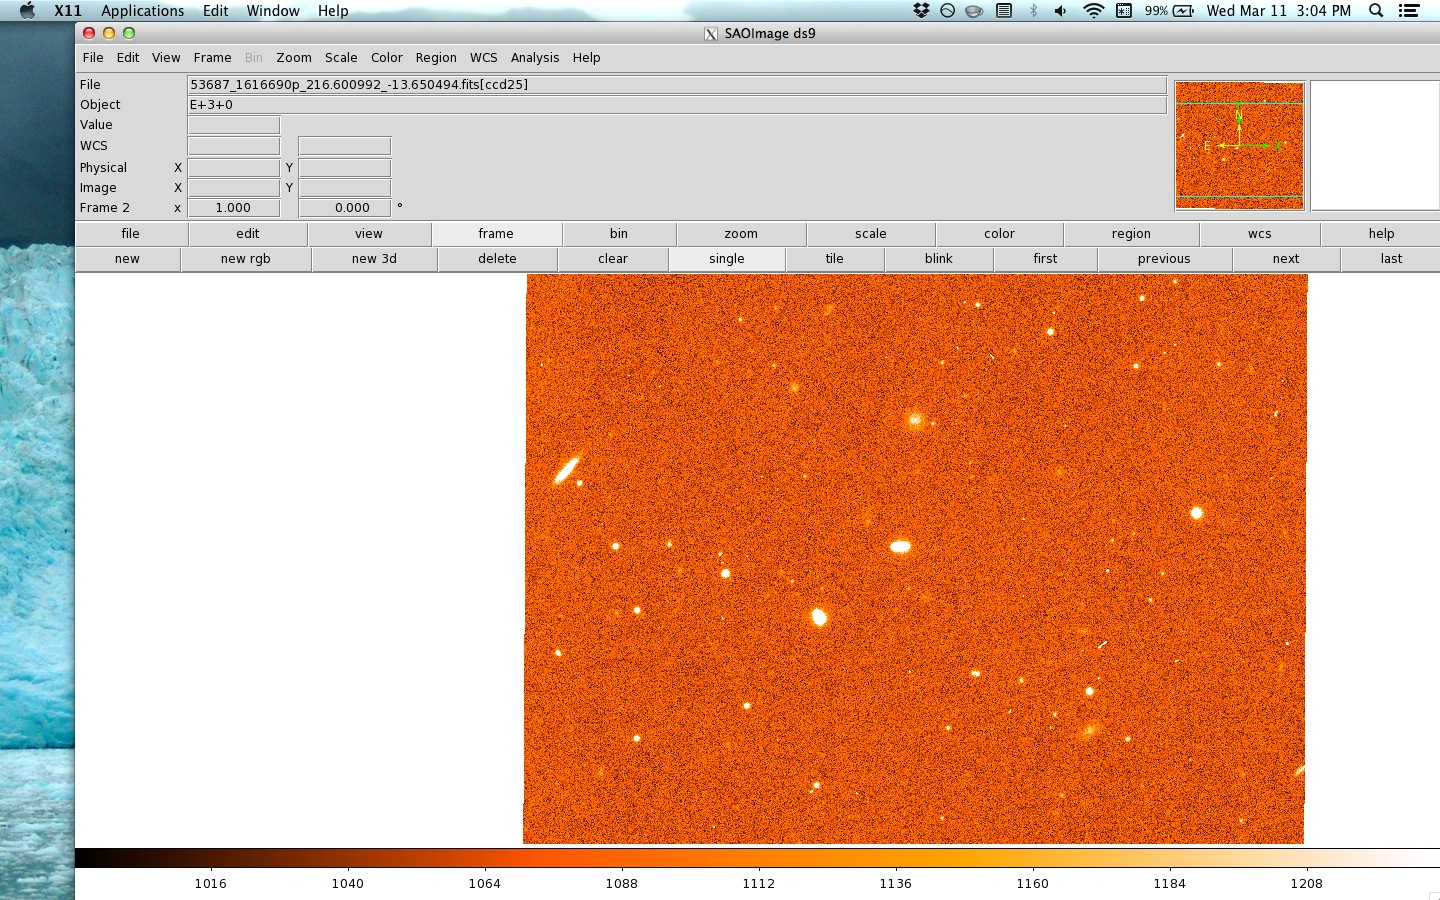 X11 Applications Edit Window Help 99% Wed Mar 11 3:04 PM
SAOImage ds9
File Edit View Frame Bin Zoom Scale Color Region WCS Analysis Help
File 53687_1616690p_216.600992_-13.650494.fits[ccd25]
Object E+3+0
Value
WCS
Physical X Y
Image X Y
Frame 2 x 1.000 0.000 °
N
E X
file edit view frame bin zoom scale color region wcs help
new new rgb new 3d delete clear single tile blink first previous next last
1016 1040 1064 1088 1112 1136 1160 1184 1208